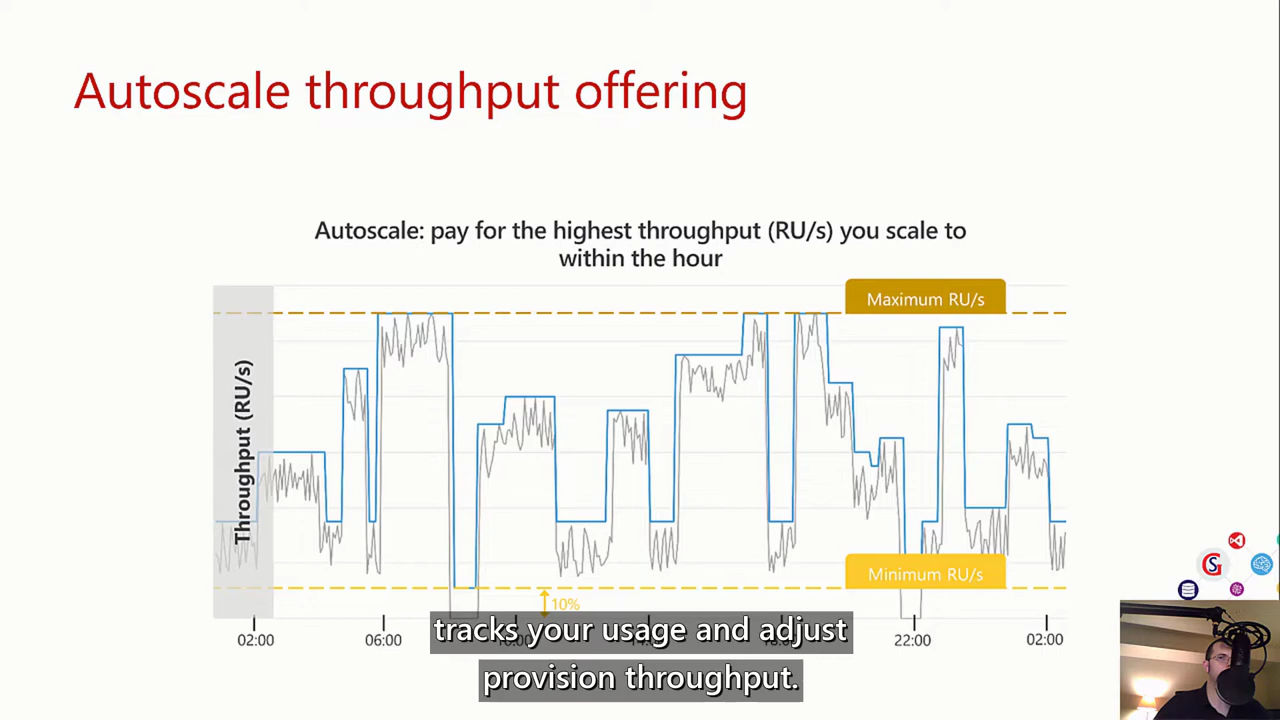 Autoscale throughput offering
Autoscale: pay for the highest throughput (RU/s) you scale to
within the hour
Maximum RU/s
Throughput (RU/s)
Minimum RU/s
10%
02:00 06:00 10:00 22:00 02:00
tracks your usage and adjust
provision throughput.